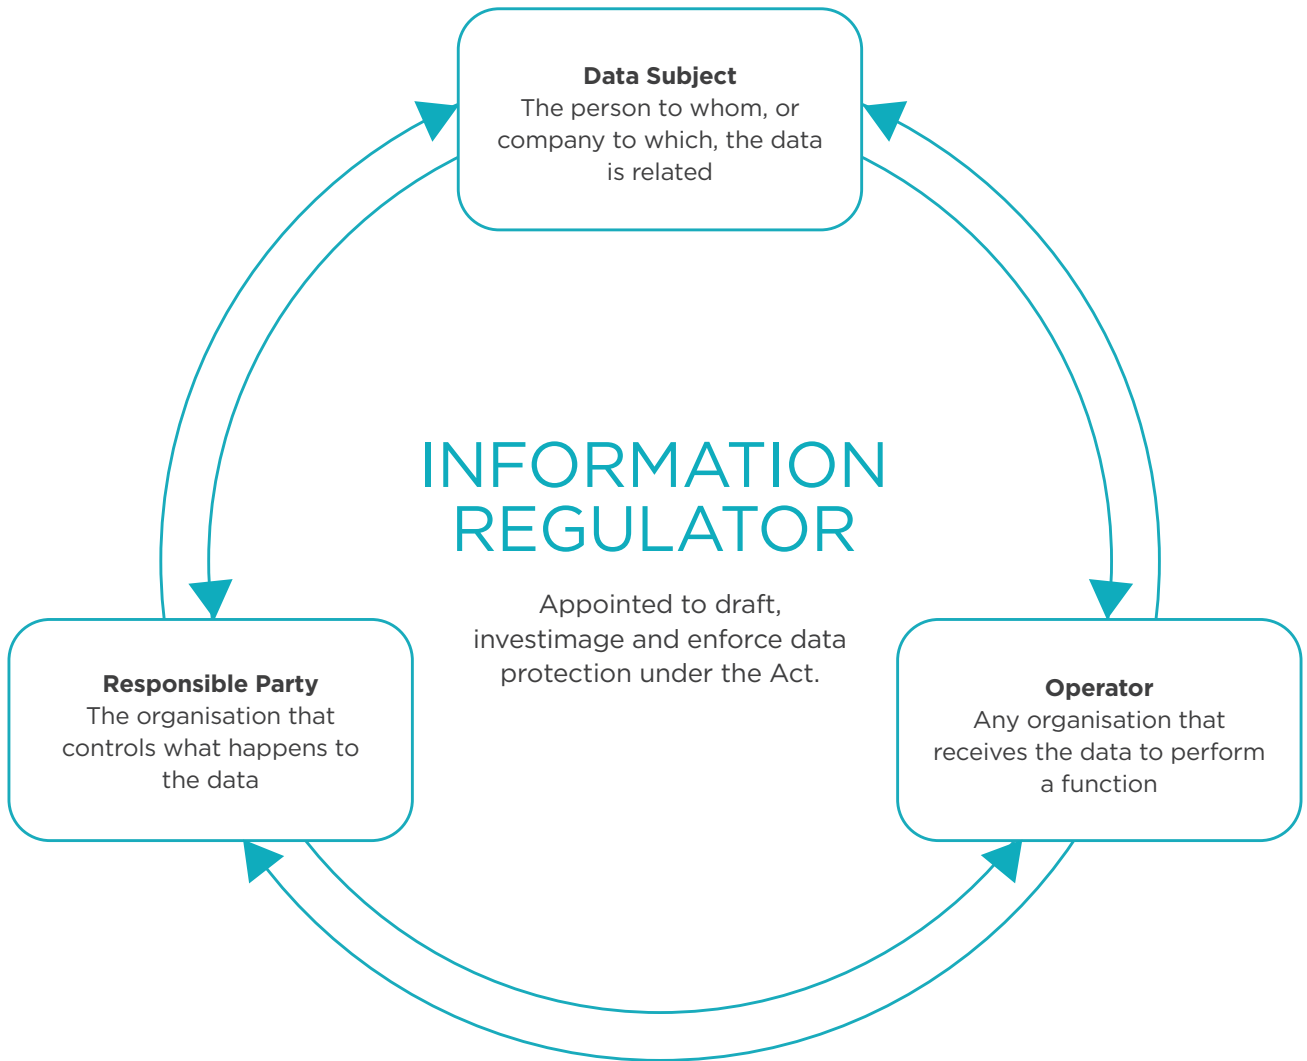 Data Subject
The person to whom, or
company to which, the data
is related
INFORMATION
REGULATOR
Appointed to draft,
investimage and enforce data
protection under the Act.
Responsible Party
The organisation that
controls what happens to
the data
Operator
Any organisation that
receives the data to perform
a function